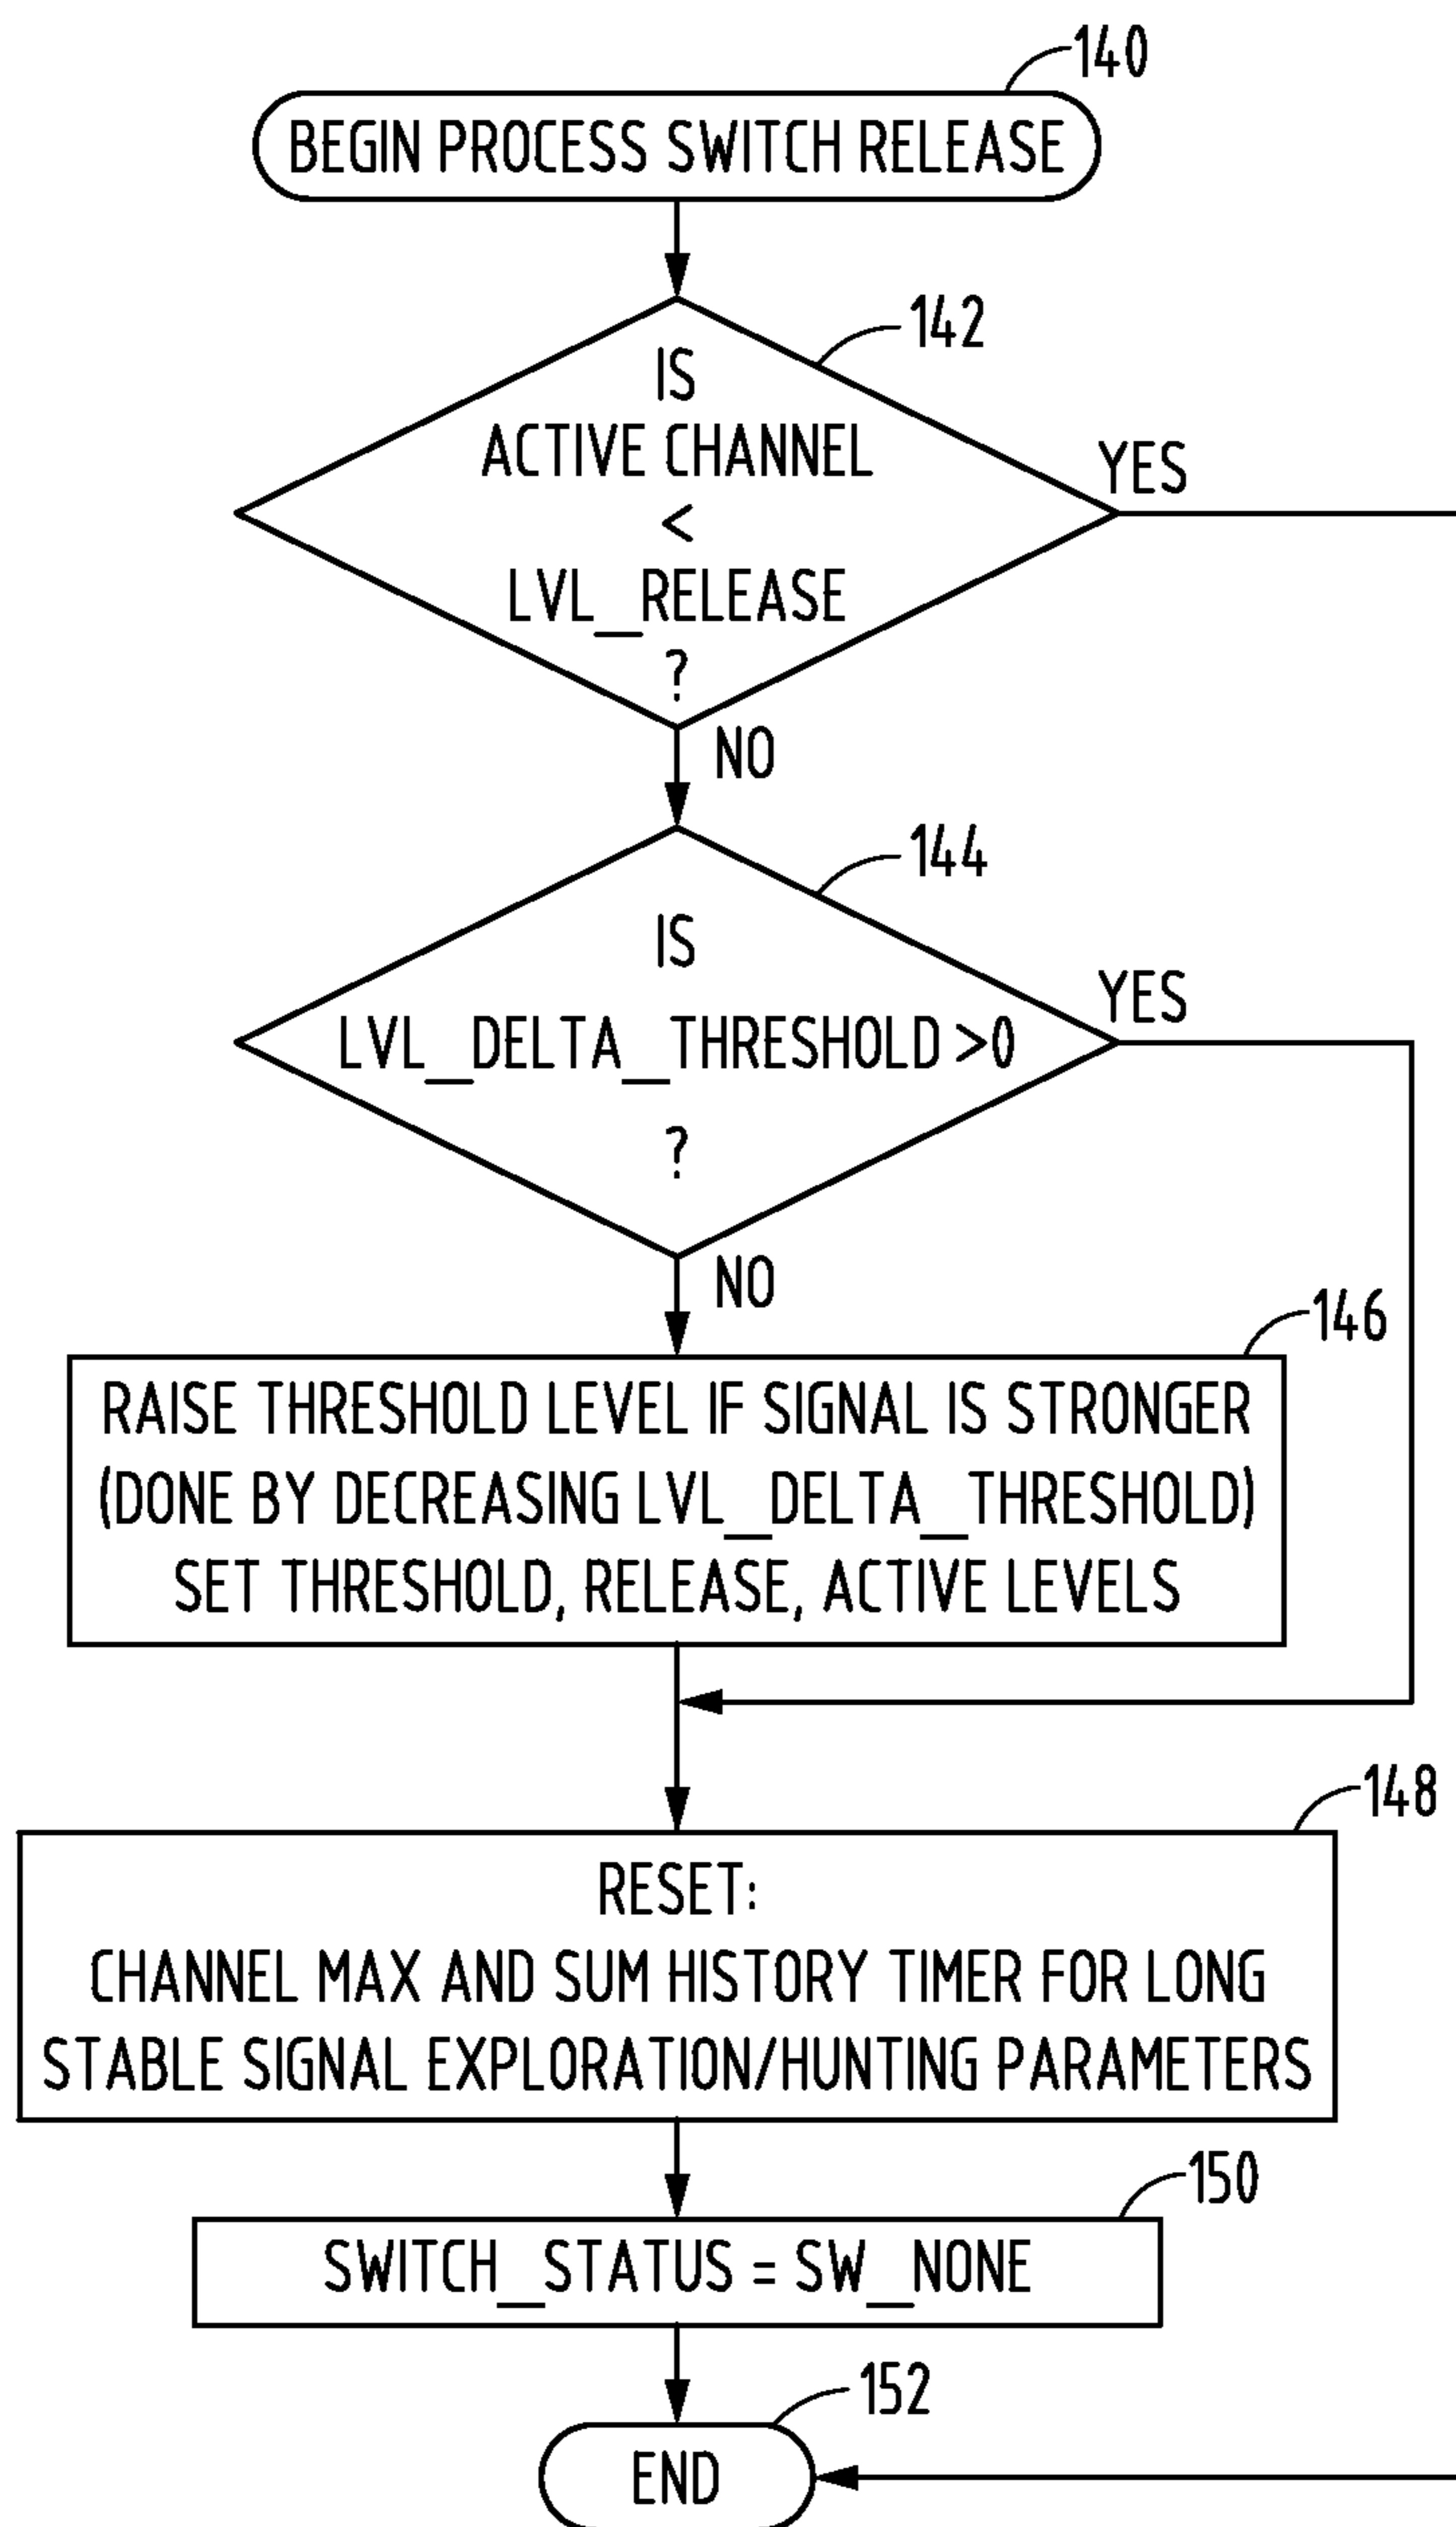 140
BEGIN PROCESS SWITCH RELEASE
142
IS
ACTIVE CHANNEL
<
LVL_RELEASE
?
YES
NO
144
IS
LVL_DELTA_THRESHOLD >0
?
YES
NO
146
RAISE THRESHOLD LEVEL IF SIGNAL IS STRONGER
(DONE BY DECREASING LVL_DELTA_THRESHOLD)
SET THRESHOLD, RELEASE, ACTIVE LEVELS
148
RESET:
CHANNEL MAX AND SUM HISTORY TIMER FOR LONG
STABLE SIGNAL EXPLORATION/HUNTING PARAMETERS
150
SWITCH_STATUS = SW_NONE
152
END